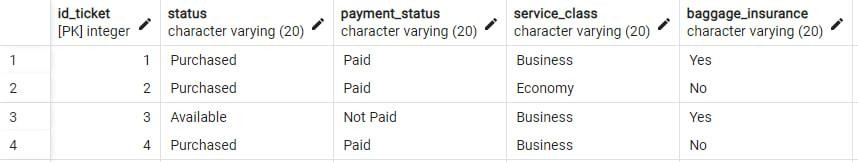 id_ticket status payment_status service_class baggage_insurance
[PK] integer character varying (20) character varying (20) character varying (20) character varying (20)
1 1 Purchased Paid Business Yes
2 2 Purchased Paid Economy No
3 3 Available Not Paid Business Yes
4 4 Purchased Paid Business No